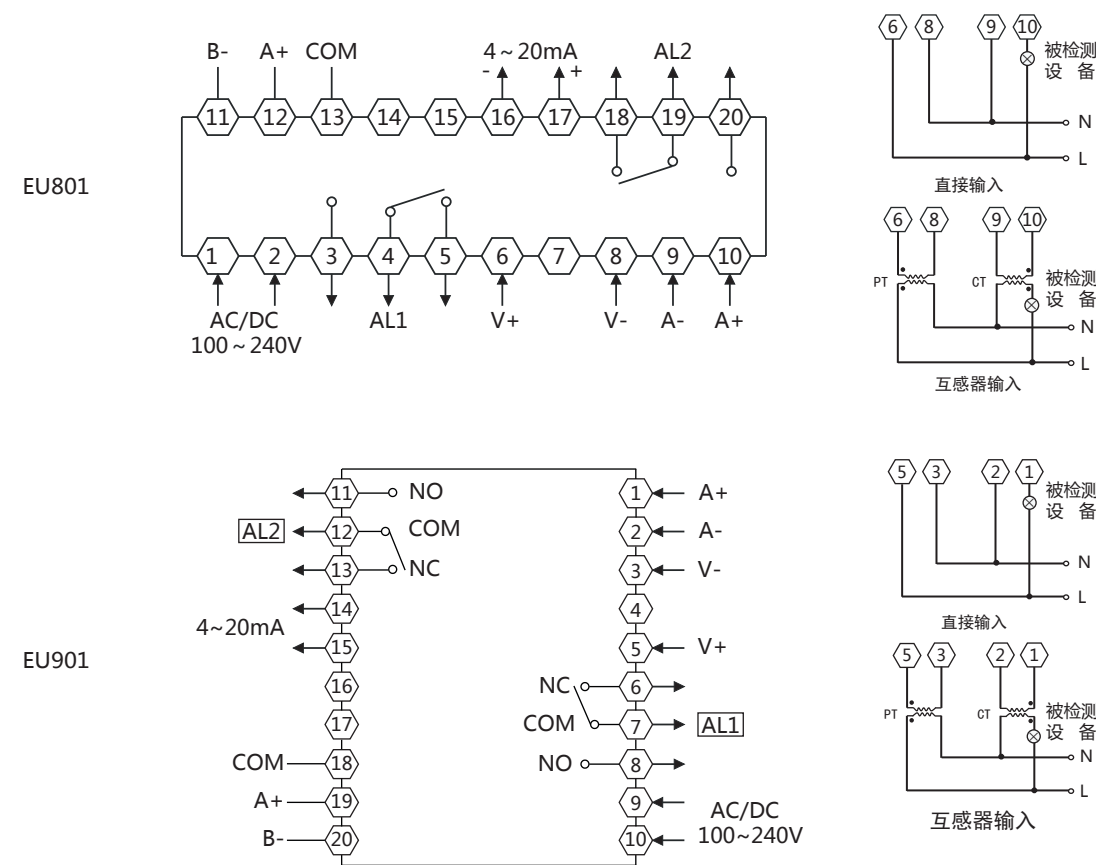 EU801
B- A+ COM 4~20mA AL2
- +
11 12 13 14 15 16 17 18 19 20
1 2 3 4 5 6 7 8 9 10
AC/DC AL1 V+ V- A- A+
100~240V
6 8 9 10
被检测
设 备
N
L
直接输入
6 8 9 10
PT CT 被检测
设 备
N
L
互感器输入
EU901
11 NO
AL2 12 COM
13 NC
14
4~20mA
15
16
17
COM 18
A+ 19
B- 20
1 A+
2 A-
3 V-
4
5 V+
NC 6
COM 7 AL1
NO 8
9 AC/DC
10 100~240V
5 3 2 1
被检测
设 备
N
L
直接输入
5 3 2 1
PT CT 被检测
设 备
N
L
互感器输入